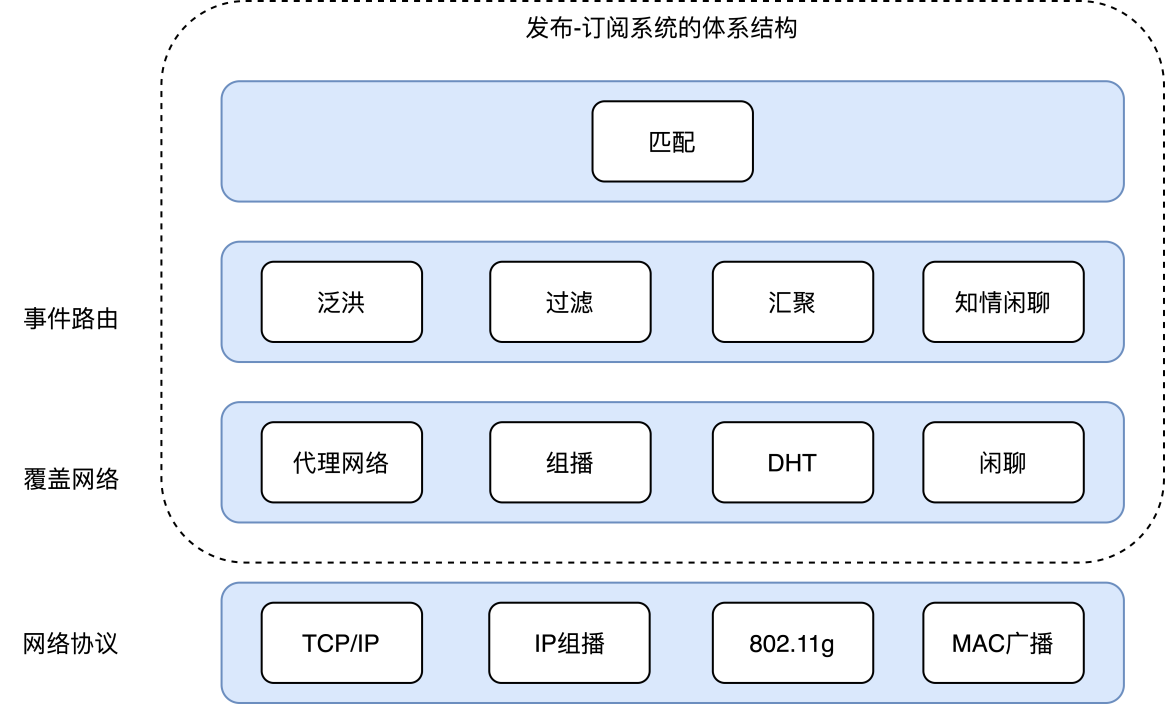 发布-订阅系统的体系结构
匹配
事件路由
泛洪
过滤
汇聚
知情闲聊
覆盖网络
代理网络
组播
DHT
闲聊
网络协议
TCP/IP
IP组播
802.11g
MAC广播